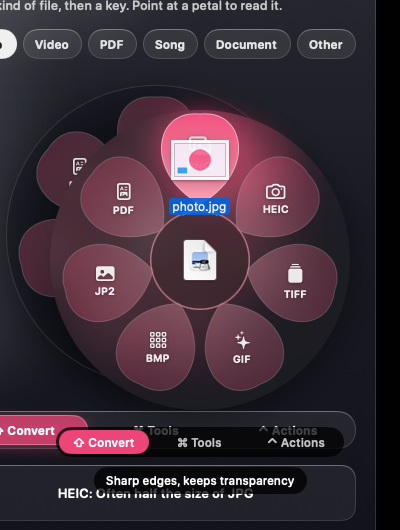 kind of file, then a key. Point at a petal to read it.
Video
PDF
Song
Document
Other
photo.jpg
PDF
HEIC
JP2
TIFF
BMP
GIF
Convert
Tools
Actions
Convert
⌘ Tools
^ Actions
Sharp edges, keeps transparency
HEIC: Often half the size of JPG